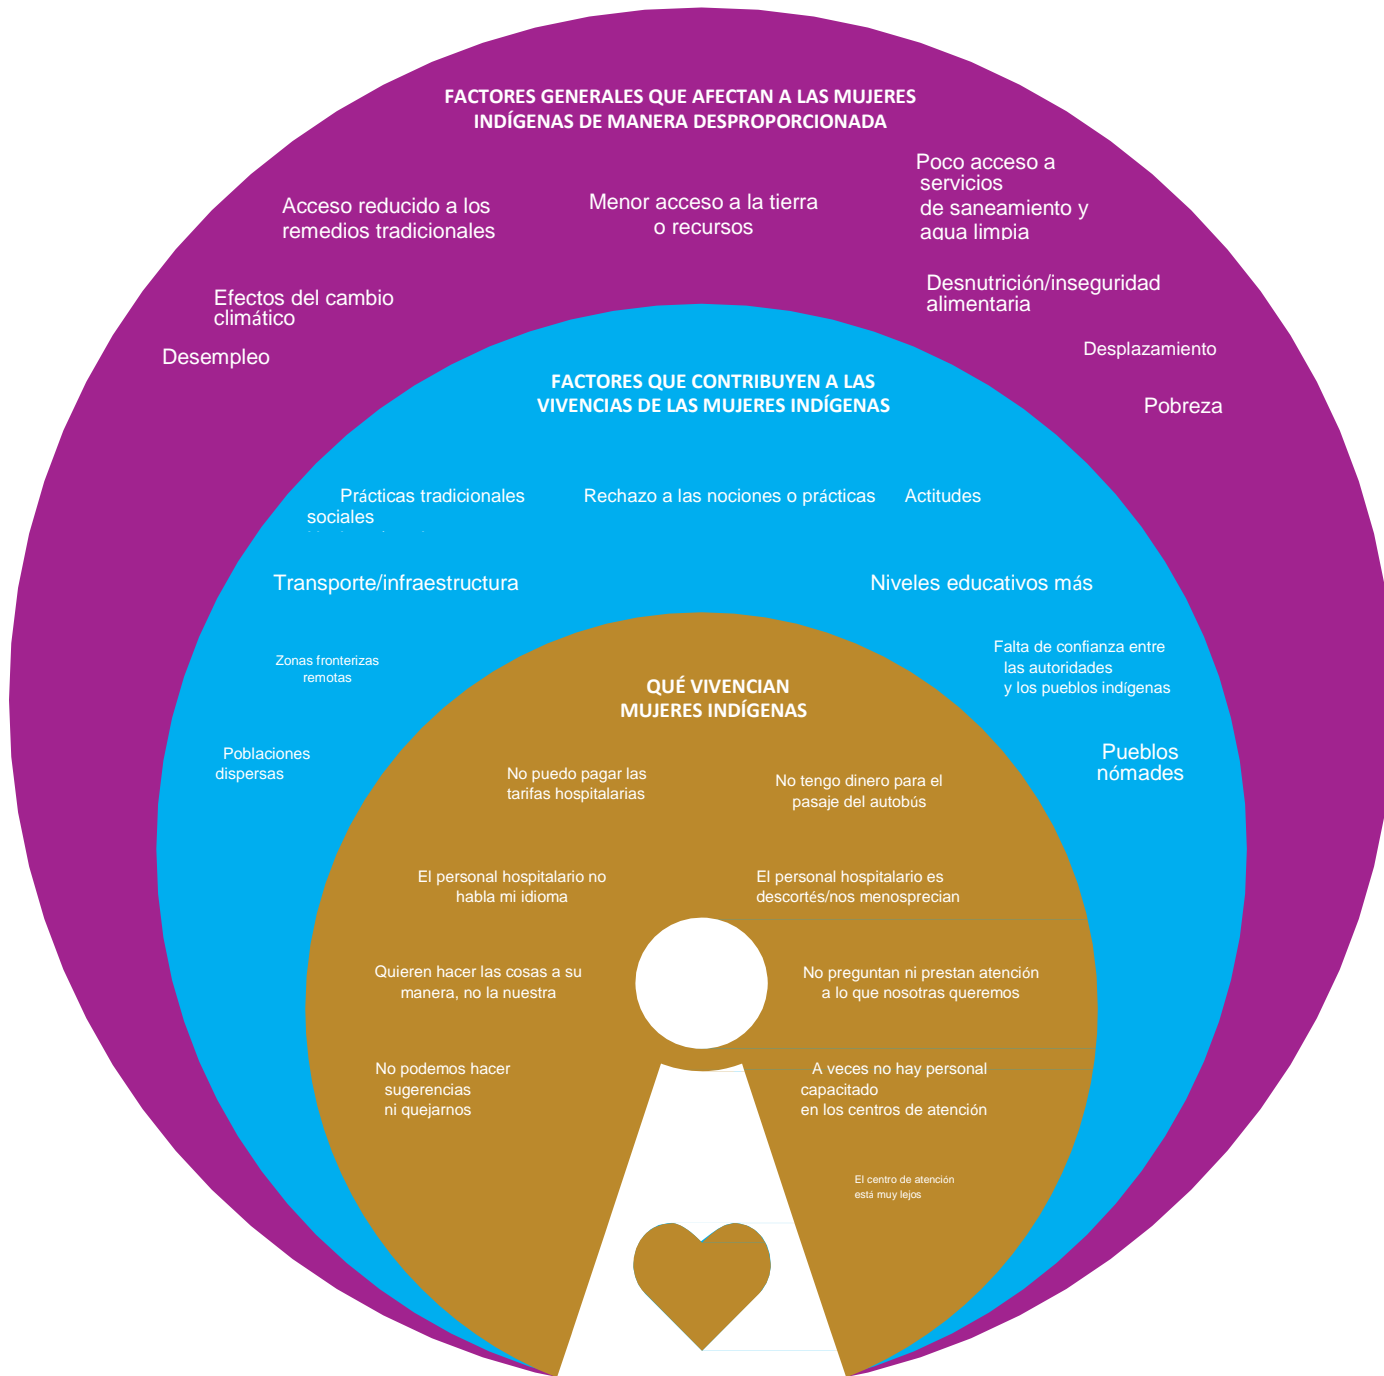 FACTORES GENERALES QUE AFECTAN A LAS MUJERES
INDÍGENAS DE MANERA DESPROPORCIONADA
Poco acceso a
servicios
de saneamiento y
agua limpia
Acceso reducido a los
remedios tradicionales
Menor acceso a la tierra
o recursos
Desnutrición/inseguridad
alimentaria
Efectos del cambio
climático
Desplazamiento
Desempleo
Pobreza
FACTORES QUE CONTRIBUYEN A LAS
VIVENCIAS DE LAS MUJERES INDÍGENAS
Prácticas tradicionales
sociales
Rechazo a las nociones o prácticas
Actitudes
Transporte/infraestructura
Niveles educativos más
Zonas fronterizas
remotas
Falta de confianza entre
las autoridades
y los pueblos indígenas
Poblaciones
dispersas
Pueblos
nómades
QUÉ VIVENCIAN
MUJERES INDÍGENAS
No puedo pagar las
tarifas hospitalarias
No tengo dinero para el
pasaje del autobús
El personal hospitalario no
habla mi idioma
El personal hospitalario es
descortés/nos menosprecian
Quieren hacer las cosas a su
manera, no la nuestra
No preguntan ni prestan atención
a lo que nosotras queremos
No podemos hacer
sugerencias
ni quejarnos
A veces no hay personal
capacitado
en los centros de atención
El centro de atención
está muy lejos